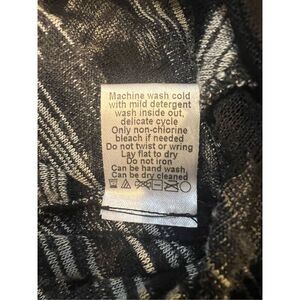 Machine wash cold
with mild detergent
wash inside out,
delicate cycle
Only non-chlorine
bleach if needed
Do not twist or wring
Lay flat to dry
Do not iron
Can be hand wash
Can be dry cleaned